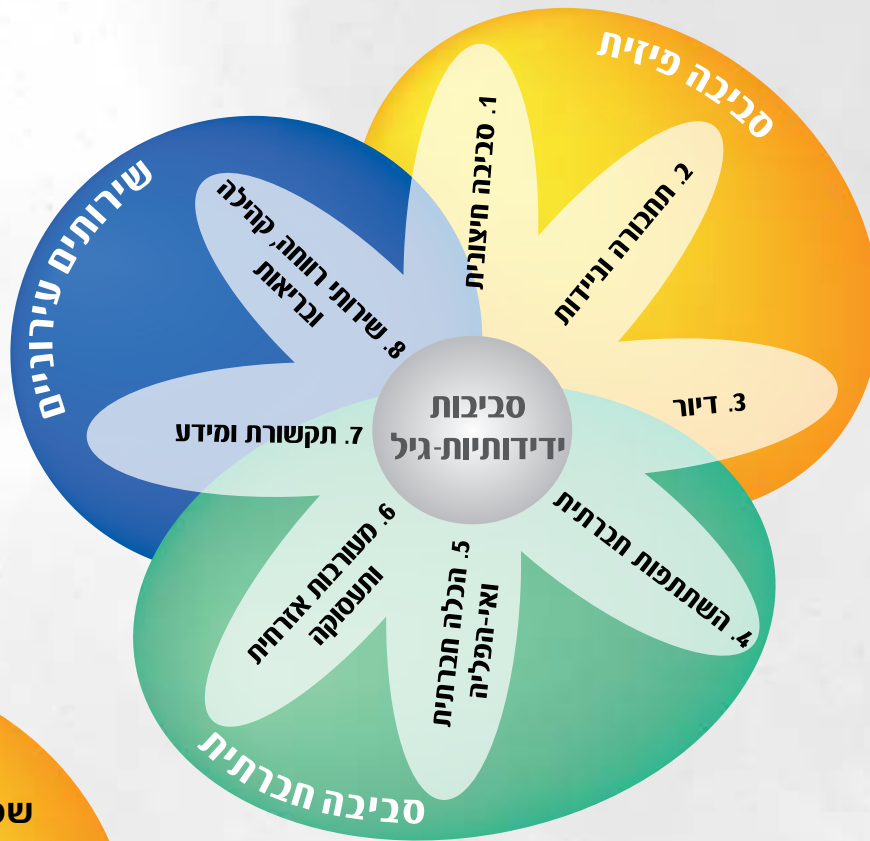 סביבה פיזית
1. סביבה חיצונית
2. תחבורה וניידות
3. דיור
סביבות
ידידותיות-גיל
4. השתתפות חברתית
5. הכלה חברתית
ואי-הפליה
6. מעורבות אזרחית
ותעסוקה
סביבה חברתית
7. תקשורת ומידע
8. שירותי רווחה, קהילה
ובריאות
שירותים עירוניים